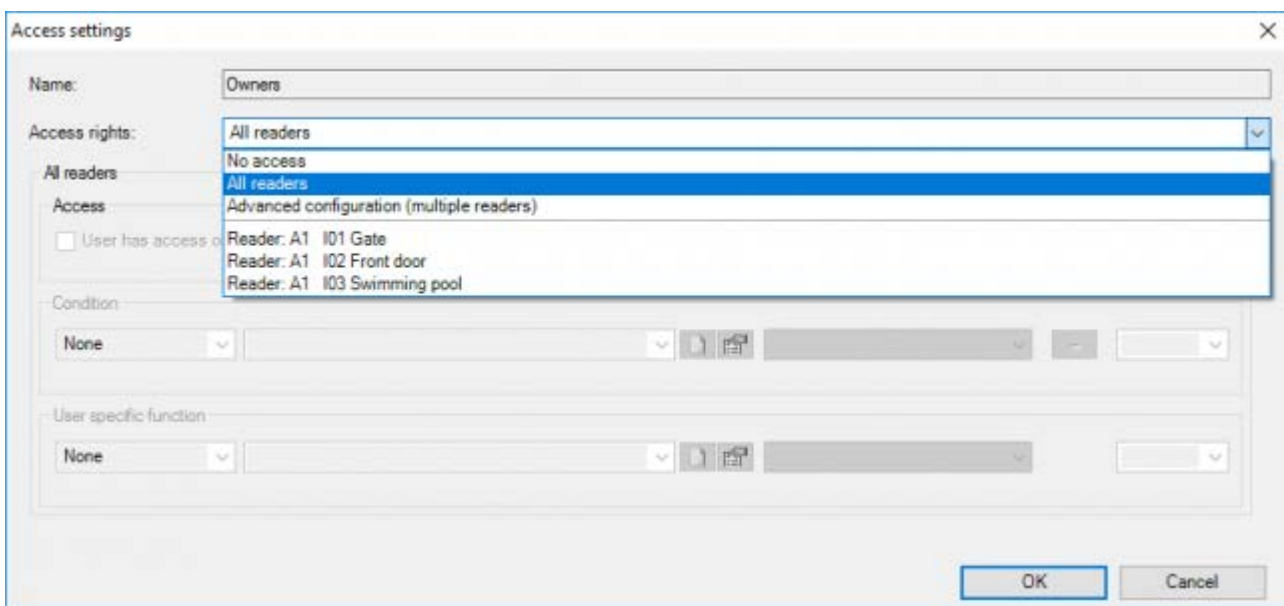 Access settings
Name: Owners
Access rights: All readers
No access
All readers
All readers
Advanced configuration (multiple readers)
Access
User has access o
Reader: A1 I01 Gate
Reader: A1 I02 Front door
Reader: A1 I03 Swimming pool
Condition
None
User specific function
None
OK Cancel